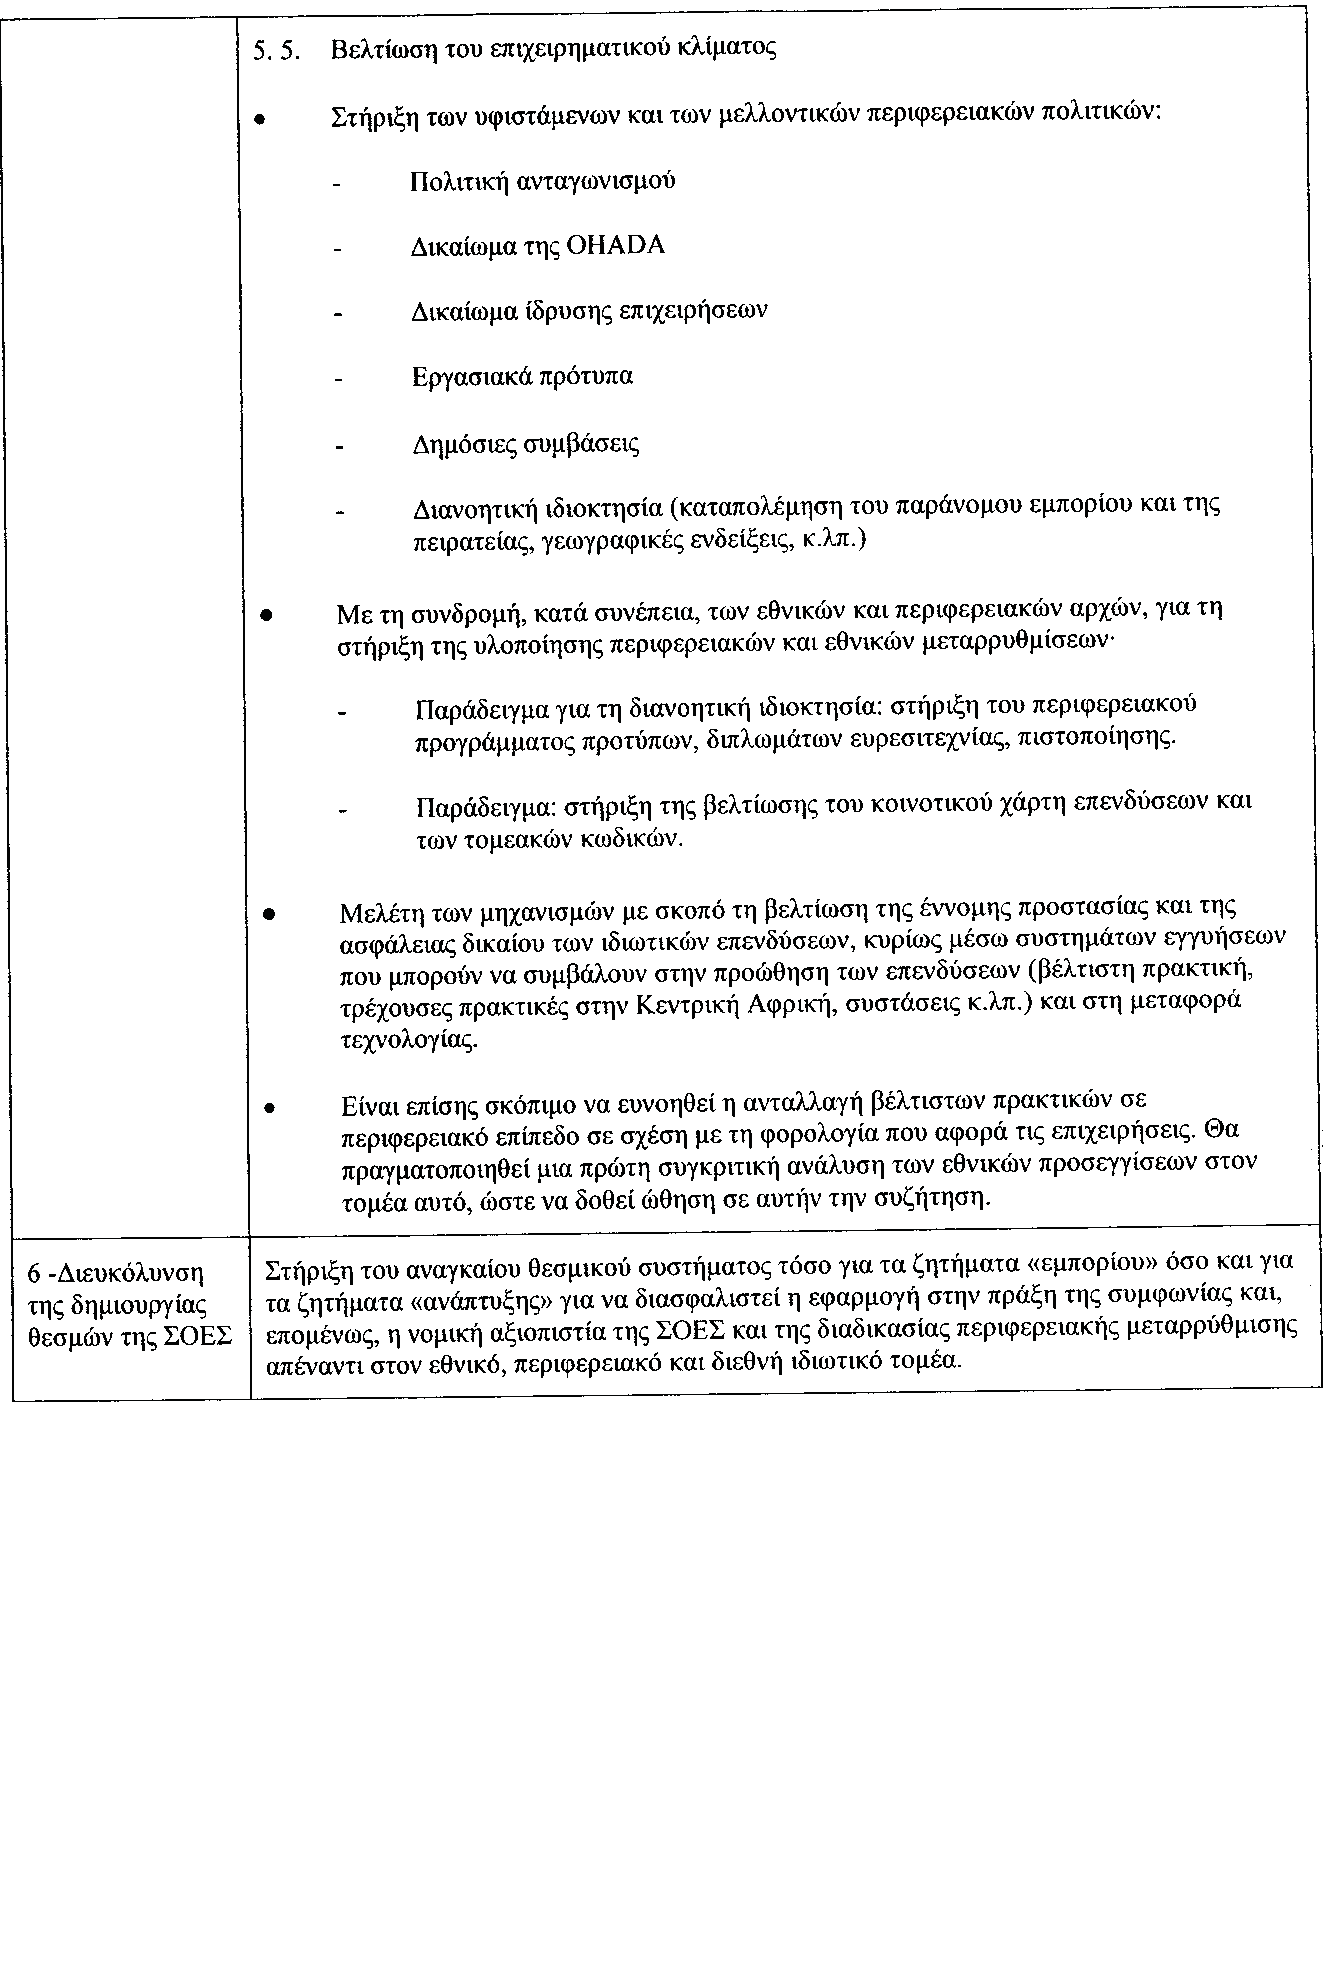 5. 5. Βελτίωση του επιχειρηματικού κλίματος
• Στήριξη των υφιστάμενων και των μελλοντικών περιφερειακών πολιτικών:
- Πολιτική ανταγωνισμού
- Δικαίωμα της OHADA
- Δικαίωμα ίδρυσης επιχειρήσεων
- Εργασιακά πρότυπα
- Δημόσιες συμβάσεις
- Διανοητική ιδιοκτησία (καταπολέμηση του παράνομου εμπορίου και της
πειρατείας, γεωγραφικές ενδείξεις, κ.λπ.)
• Με τη συνδρομή, κατά συνέπεια, των εθνικών και περιφερειακών αρχών, για τη
στήριξη της υλοποίησης περιφερειακών και εθνικών μεταρρυθμίσεων·
- Παράδειγμα για τη διανοητική ιδιοκτησία: στήριξη του περιφερειακού
προγράμματος προτύπων, διπλωμάτων ευρεσιτεχνίας, πιστοποίησης.
- Παράδειγμα: στήριξη της βελτίωσης του κοινοτικού χάρτη επενδύσεων και
των τομεακών κωδικών.
• Μελέτη των μηχανισμών με σκοπό τη βελτίωση της έννομης προστασίας και της
ασφάλειας δικαίου των ιδιωτικών επενδύσεων, κυρίως μέσω συστημάτων εγγυήσεων
που μπορούν να συμβάλουν στην προώθηση των επενδύσεων (βέλτιστη πρακτική,
τρέχουσες πρακτικές στην Κεντρική Αφρική, συστάσεις κ.λπ.) και στη μεταφορά
τεχνολογίας.
• Είναι επίσης σκόπιμο να ευνοηθεί η ανταλλαγή βέλτιστων πρακτικών σε
περιφερειακό επίπεδο σε σχέση με τη φορολογία που αφορά τις επιχειρήσεις. Θα
πραγματοποιηθεί μια πρώτη συγκριτική ανάλυση των εθνικών προσεγγίσεων στον
τομέα αυτό, ώστε να δοθεί ώθηση σε αυτήν την συζήτηση.
6 -Διευκόλυνση
της δημιουργίας
θεσμών της ΣΟΕΣ
Στήριξη του αναγκαίου θεσμικού συστήματος τόσο για τα ζητήματα «εμπορίου» όσο και για
τα ζητήματα «ανάπτυξης» για να διασφαλιστεί η εφαρμογή στην πράξη της συμφωνίας και,
επομένως, η νομική αξιοπιστία της ΣΟΕΣ και της διαδικασίας περιφερειακής μεταρρύθμισης
απέναντι στον εθνικό, περιφερειακό και διεθνή ιδιωτικό τομέα.